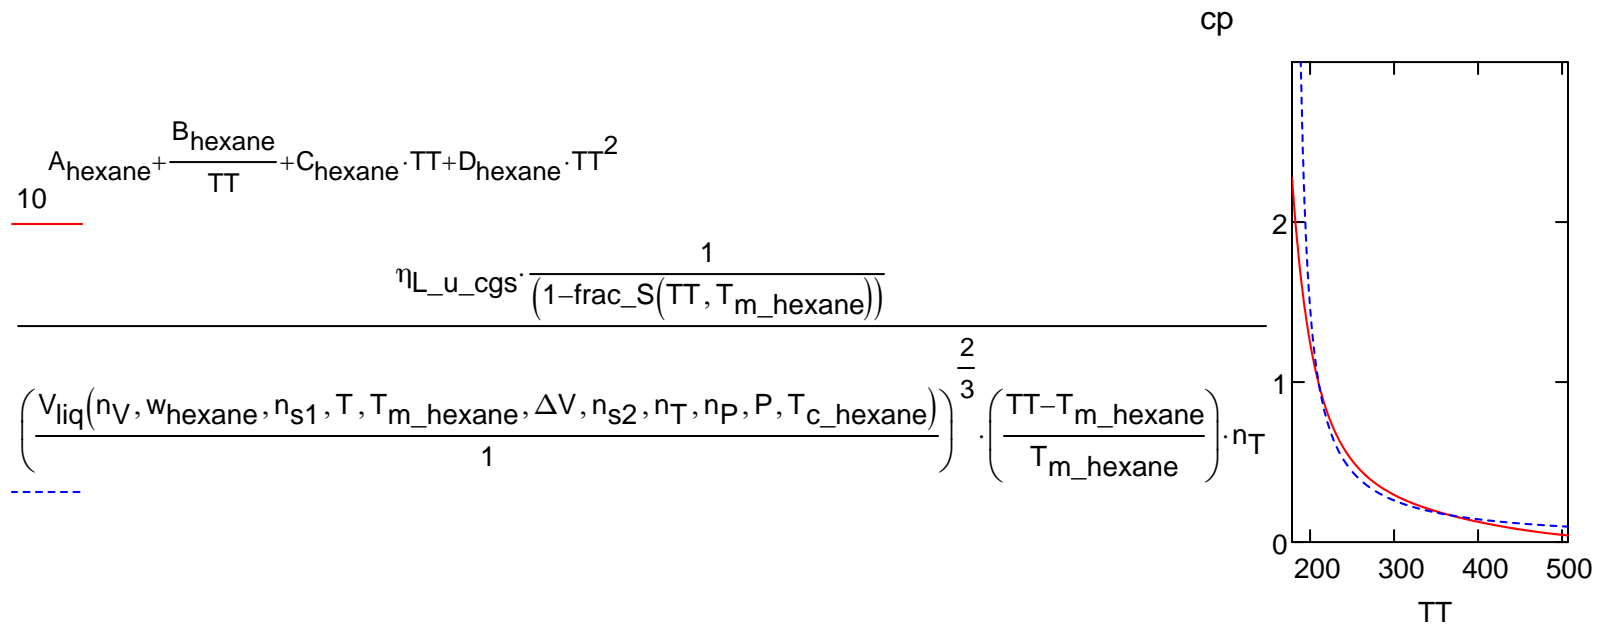 cp
10^(A_hexane+B_hexane/TT+C_hexane·TT+D_hexane·TT^2)
η_L_u_cgs·1/(1−frac_S(TT,T_m_hexane))
(V_liq(n_V,w_hexane,n_s1,T,T_m_hexane,ΔV,n_s2,n_T,n_P,P,T_c_hexane)/1)^(2/3)·((TT−T_m_hexane)/T_m_hexane)·n_T
2
1
0
200 300 400 500
TT